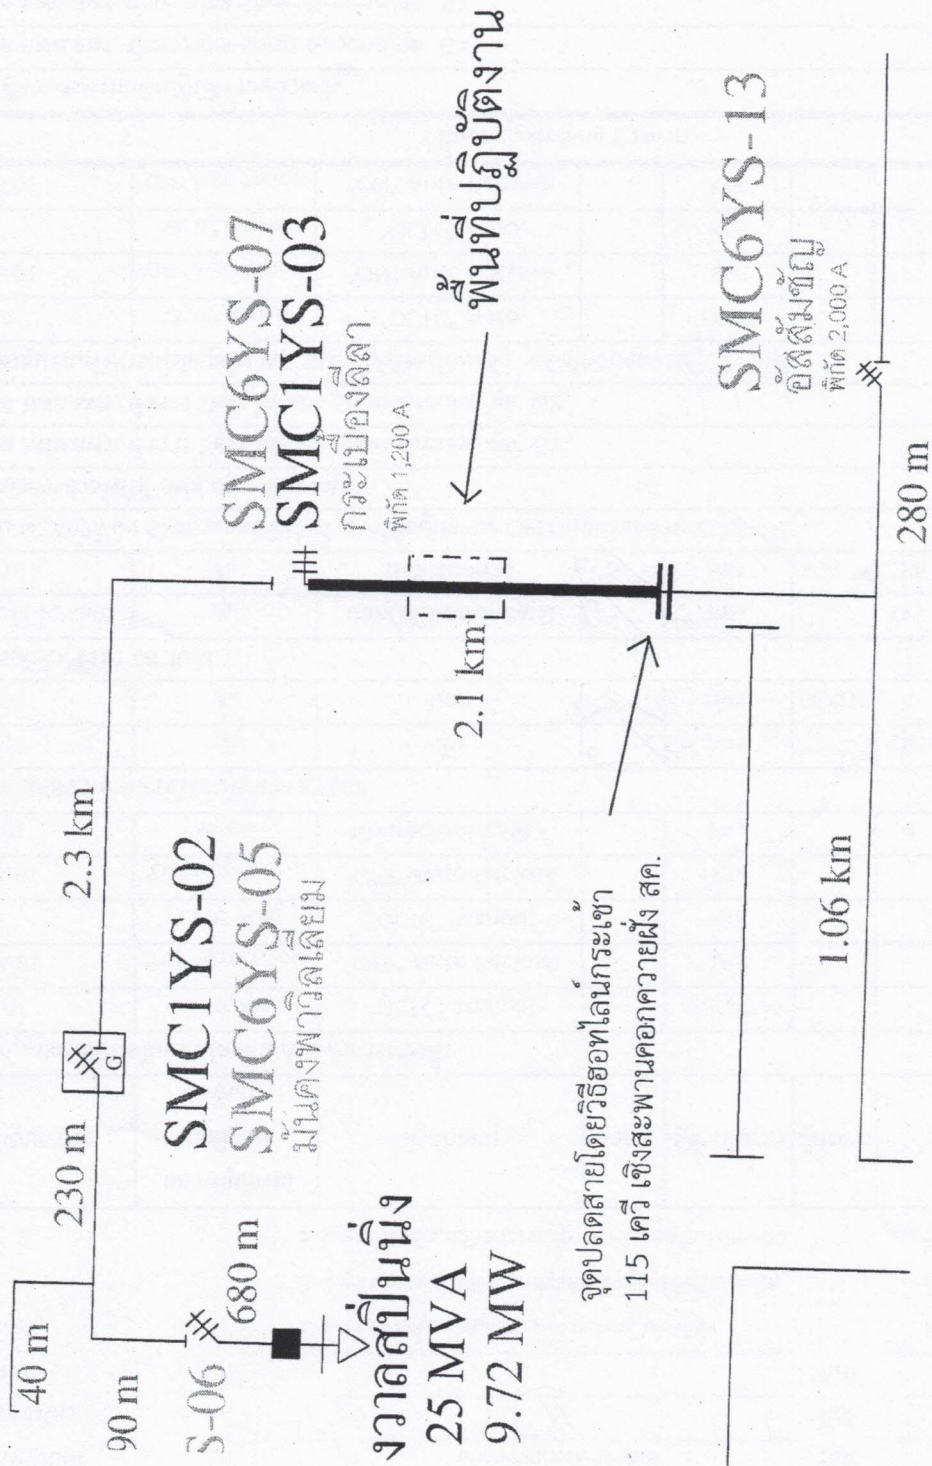 40 m
90 m
S-06
230 m
680 m
งวาลสปินนิ่ง
25 MVA
9.72 MW
G
2.3 km
SMC1YS-02
SMC6YS-05
มั่นคงพาวิลเลี่ยม
SMC6YS-07
SMC1YS-03
กระเบื้องลีลา
พิกัด 1,200 A
พื้นที่ปฏิบัติงาน
2.1 km
จุดปลดสายโดยวิธียอทไลน์กระเช้า
115 เควี เชิงสะพานคอกควายฝั่ง สค.
SMC6YS-13
อัสสัมชัญ
พิกัด 2,000 A
1.06 km
280 m